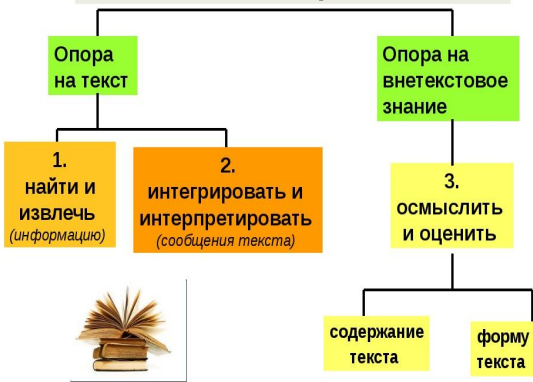 Опора
на текст
Опора на
внетекстовое
знание
1.
найти и
извлечь
(информацию)
2.
интегрировать и
интерпретировать
(сообщения текста)
3.
осмыслить
и оценить
содержание
текста
форму
текста